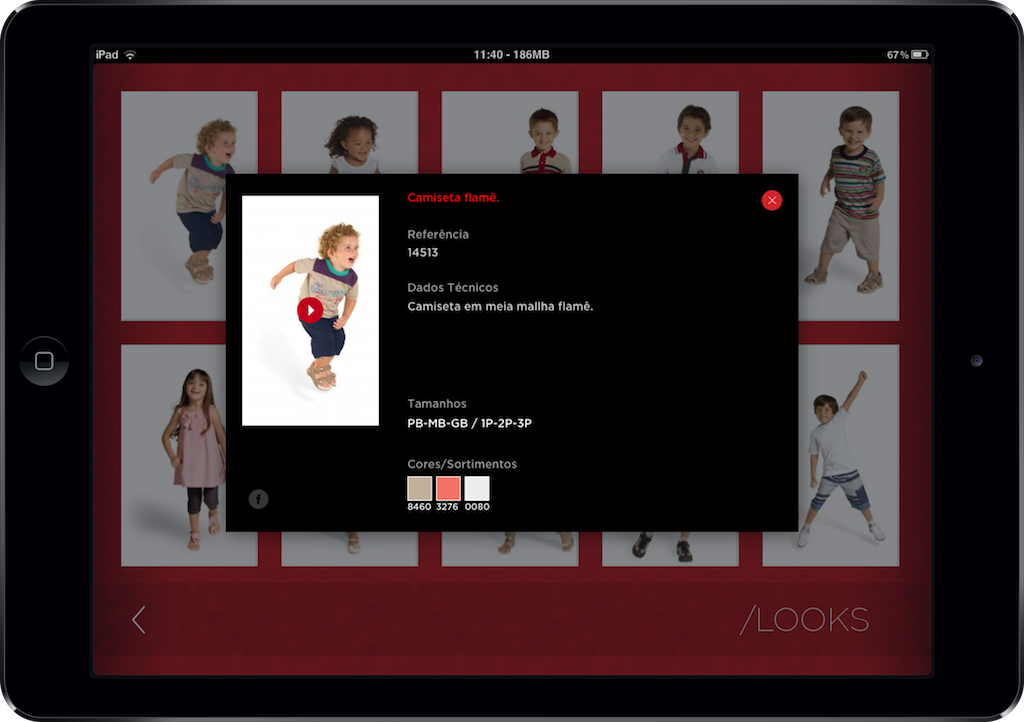 iPad 11:40 - 186MB 67%
Camiseta flamê.
Referência
14513
Dados Técnicos
Camiseta em meia mallha flamê.
Tamanhos
PB-MB-GB / 1P-2P-3P
Cores/Sortimentos
8460 3276 0080
f
/LOOKS